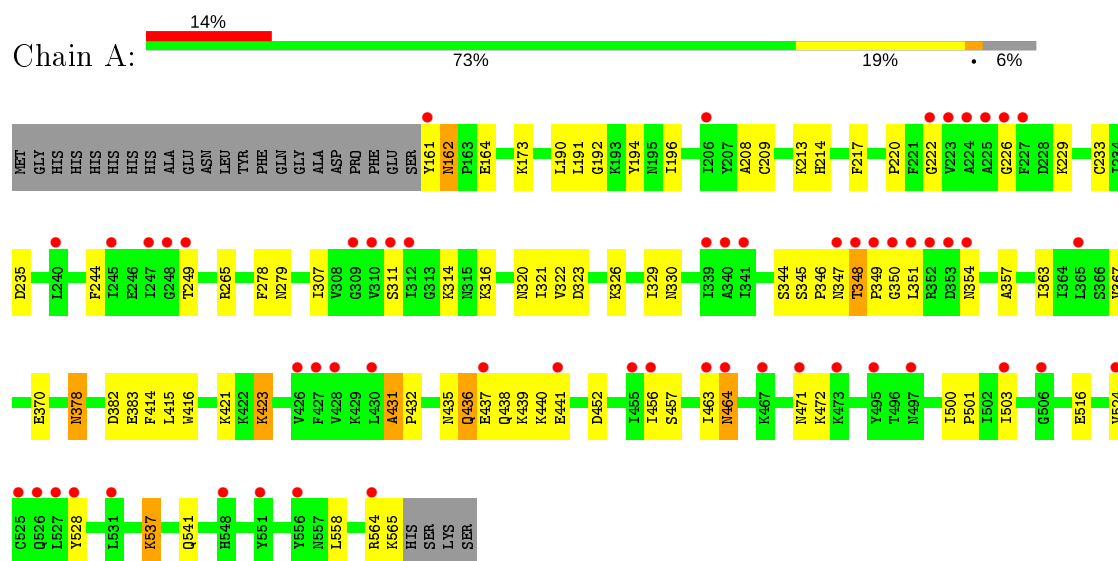 14%
Chain A:
73% 19% • 6%
MET GLY HIS HIS HIS HIS HIS HIS ALA GLU ASN LEU TYR PHE GLN GLY ALA ASP PRO PHE GLU SER Y161 N162 P163 E164 K173 L190 L191 G192 K193 Y194 N195 I196 I206 Y207 A208 C209 K213 H214 F217 P220 F221 G222 V223 A224 A225 G226 F227 D228 K229 C233 I234
D235 L240 F244 I245 E246 I247 G248 T249 R265 F278 N279 I307 V308 G309 V310 S311 I312 G313 K314 N315 K316 N320 I321 V322 D323 K326 I329 N330 I339 A340 I341 S344 S345 P346 N347 T348 P349 G350 L351 R352 D353 N354 A357 I363 I364 L365 S366 V367
E370 N378 D382 E383 F414 L415 W416 K421 K422 K423 V426 F427 V428 K429 L430 A431 P432 N435 Q436 E437 Q438 K439 K440 E441 D452 I455 I456 S457 I463 N464 K467 N471 K472 K473 Y495 T496 N497 I500 P501 I502 I503 G506 E516 V524
C525 Q526 L527 Y528 L531 K537 Q541 H548 Y551 Y556 N557 L558 R564 K565 HIS SER LYS SER